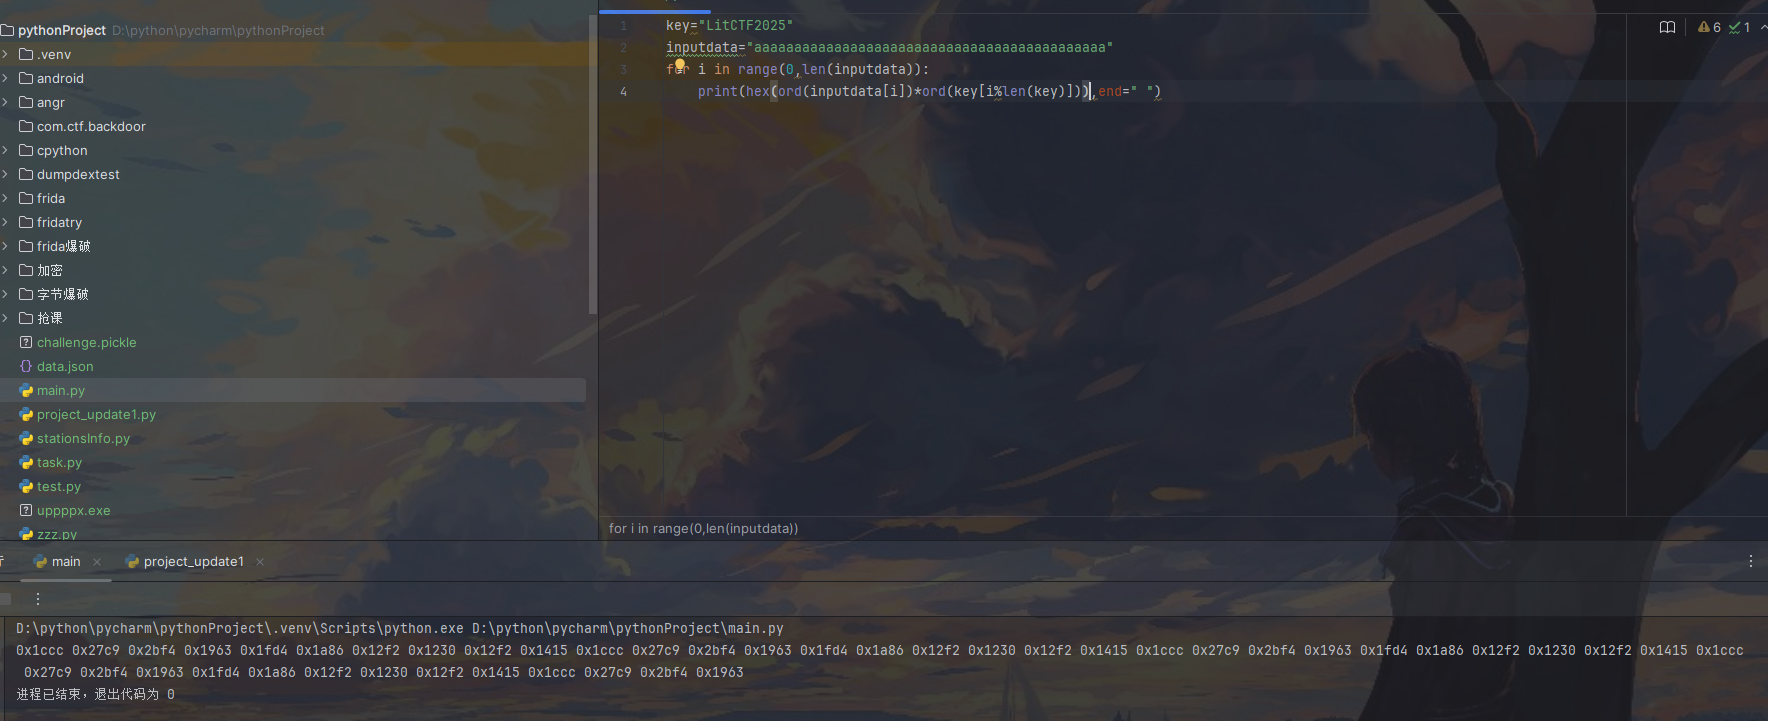 pythonProject D:\python\pycharm\pythonProject
.venv
android
angr
com.ctf.backdoor
cpython
dumpdextest
frida
fridatry
frida爆破
加密
字节爆破
抢课
challenge.pickle
data.json
main.py
project_update1.py
stationsInfo.py
task.py
test.py
uppppx.exe
zzz.py
1 key="LitCTF2025"
2 inputdata="aaaaaaaaaaaaaaaaaaaaaaaaaaaaaaaaaaaaaaaaaaaa"
3 for i in range(0,len(inputdata)):
4 print(hex(ord(inputdata[i])*ord(key[i%len(key)])),end=" ")
6 1
for i in range(0,len(inputdata))
main project_update1
D:\python\pycharm\pythonProject\.venv\Scripts\python.exe D:\python\pycharm\pythonProject\main.py
0x1ccc 0x27c9 0x2bf4 0x1963 0x1fd4 0x1a86 0x12f2 0x1230 0x12f2 0x1415 0x1ccc 0x27c9 0x2bf4 0x1963 0x1fd4 0x1a86 0x12f2 0x1230 0x12f2 0x1415 0x1ccc 0x27c9 0x2bf4 0x1963 0x1fd4 0x1a86 0x12f2 0x1230 0x12f2 0x1415 0x1ccc
0x27c9 0x2bf4 0x1963 0x1fd4 0x1a86 0x12f2 0x1230 0x12f2 0x1415 0x1ccc 0x27c9 0x2bf4 0x1963
进程已结束，退出代码为 0